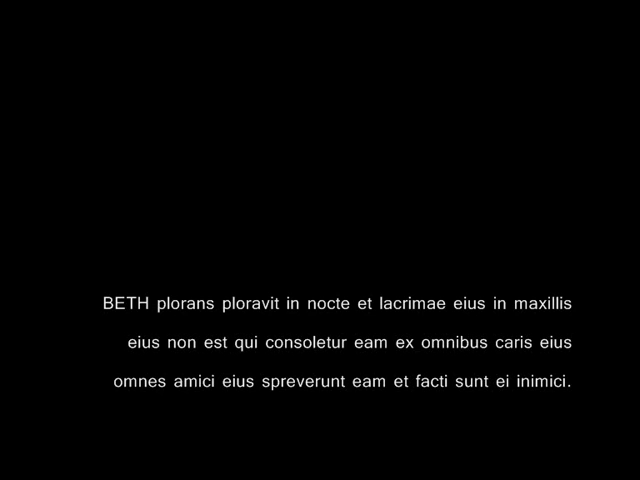 BETH plorans ploravit in nocte et lacrimae eius in maxillis
eius non est qui consoletur eam ex omnibus caris eius
omnes amici eius spreverunt eam et facti sunt ei inimici.